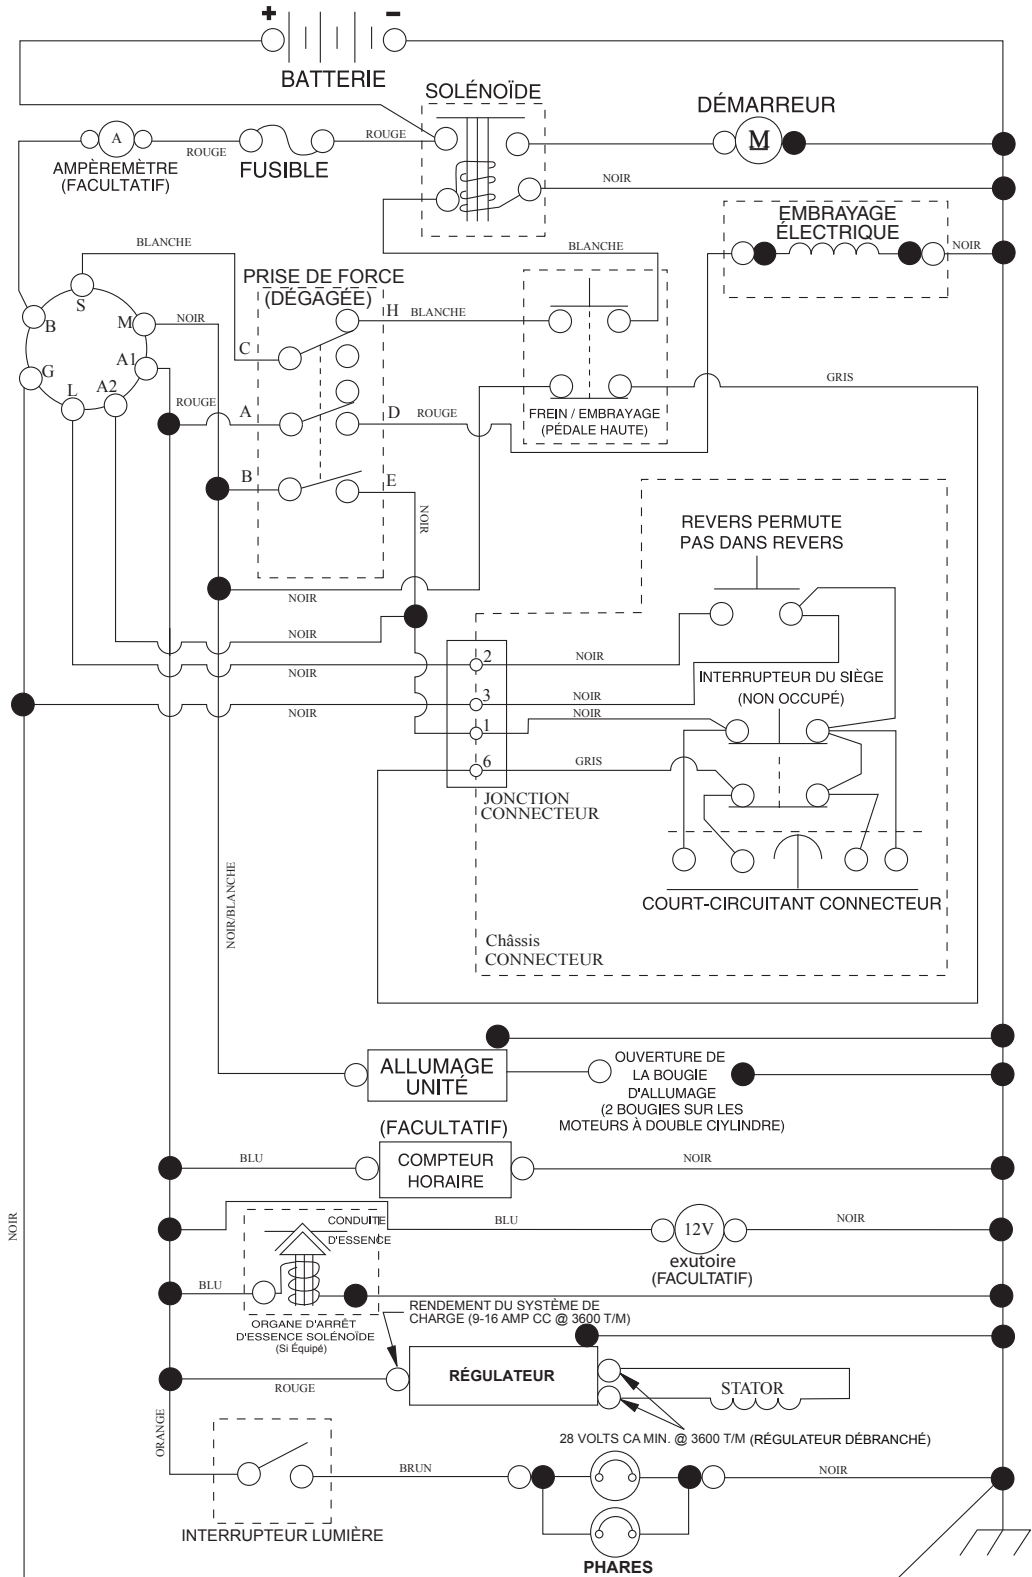 + −
BATTERIE
SOLÉNOÏDE
DÉMARREUR
A
ROUGE
ROUGE
M
AMPÈREMÈTRE
(FACULTATIF)
FUSIBLE
NOIR
EMBRAYAGE
ÉLECTRIQUE
BLANCHE
BLANCHE
NOIR
PRISE DE FORCE
(DÉGAGÉE)
S
B
M
NOIR
H
BLANCHE
C
A1
G
L
A2
GRIS
ROUGE
A
D
ROUGE
FREIN / EMBRAYAGE
(PÉDALE HAUTE)
B
E
NOIR
REVERS PERMUTE
PAS DANS REVERS
NOIR
NOIR
2
NOIR
NOIR
INTERRUPTEUR DU SIÈGE
(NON OCCUPÉ)
3
NOIR
NOIR
NOIR
1
6
GRIS
JONCTION
CONNECTEUR
NOIR/BLANCHE
COURT-CIRCUITANT CONNECTEUR
Châsis
CONNECTEUR
ALLUMAGE
UNITÉ
OUVERTURE DE
LA BOUGIE
D'ALLUMAGE
(2 BOUGIES SUR LES
MOTEURS À DOUBLE CIYLINDRE)
(FACULTATIF)
COMPTEUR
HORAIRE
BLU
NOIR
NOIR
CONDUITE
D'ESSENCE
BLU
12V
NOIR
exutoire
(FACULTATIF)
BLU
ORGANE D'ARRÊT
D'ESSENCE SOLÉNOÏDE
(Si Équipé)
RENDEMENT DU SYSTÈME DE
CHARGE (9-16 AMP CC @ 3600 T/M)
RÉGULATEUR
ROUGE
STATOR
ORANGE
28 VOLTS CA MIN. @ 3600 T/M (RÉGULATEUR DÉBRANCHÉ)
BRUN
NOIR
INTERRUPTEUR LUMIÈRE
PHARES